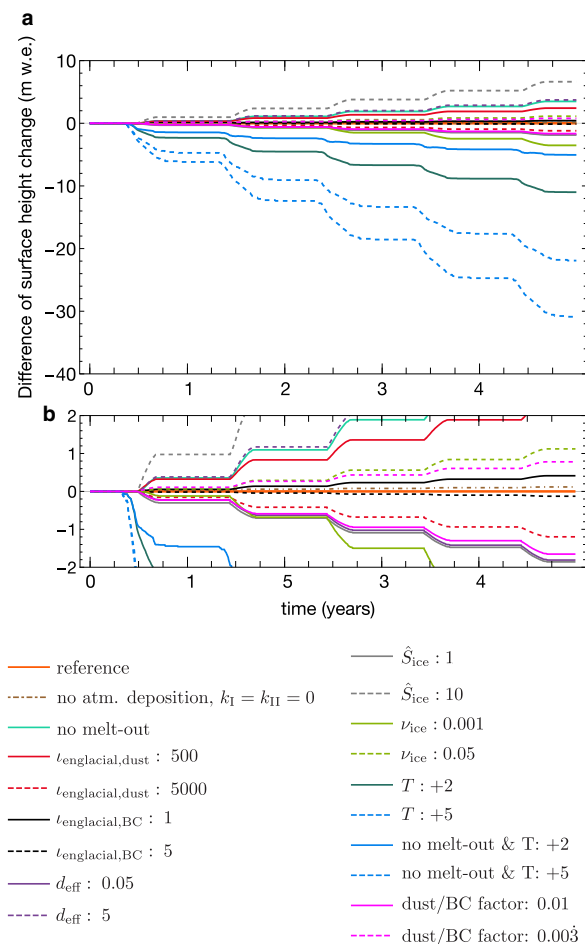 a
Difference of surface height change (m w.e.)
10
0
−10
−20
−30
−40
0 1 2 3 4
b
2
1
0
−1
−2
0 1 5 4
time (years)
reference
no atm. deposition, k_I = k_II = 0
no melt-out
ι_englacial,dust : 500
ι_englacial,dust : 5000
ι_englacial,BC : 1
ι_englacial,BC : 5
d_eff : 0.05
d_eff : 5
Ŝ_ice : 1
Ŝ_ice : 10
ν_ice : 0.001
ν_ice : 0.05
T : +2
T : +5
no melt-out & T: +2
no melt-out & T: +5
dust/BC factor: 0.01
dust/BC factor: 0.003̇